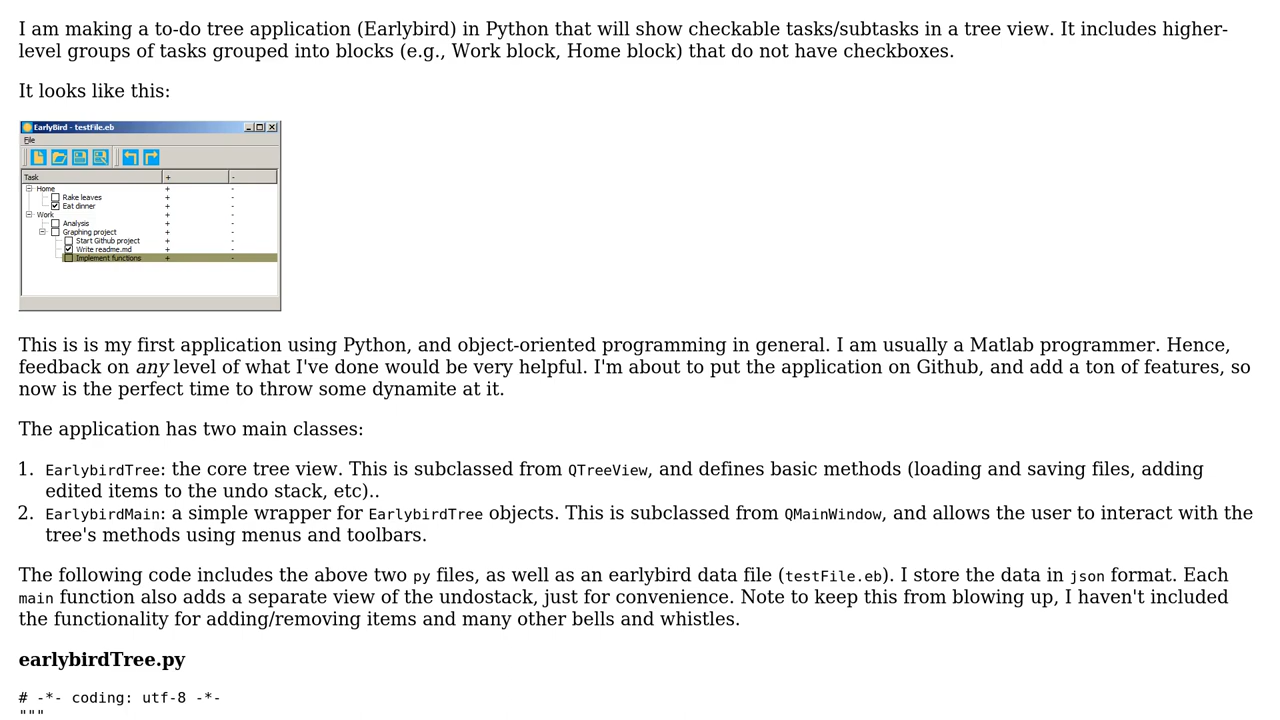 I am making a to-do tree application (Earlybird) in Python that will show checkable tasks/subtasks in a tree view. It includes higher-
level groups of tasks grouped into blocks (e.g., Work block, Home block) that do not have checkboxes.
It looks like this:
EarlyBird - testFile.eb
File
Task + -
Home + -
Rake leaves + -
Eat dinner + -
Work + -
Analysis + -
Graphing project + -
Start Github project + -
Write readme.md + -
Implement functions + -
This is is my first application using Python, and object-oriented programming in general. I am usually a Matlab programmer. Hence,
feedback on any level of what I've done would be very helpful. I'm about to put the application on Github, and add a ton of features, so
now is the perfect time to throw some dynamite at it.
The application has two main classes:
1. EarlybirdTree: the core tree view. This is subclassed from QTreeView, and defines basic methods (loading and saving files, adding
edited items to the undo stack, etc)..
2. EarlybirdMain: a simple wrapper for EarlybirdTree objects. This is subclassed from QMainWindow, and allows the user to interact with the
tree's methods using menus and toolbars.
The following code includes the above two py files, as well as an earlybird data file (testFile.eb). I store the data in json format. Each
main function also adds a separate view of the undostack, just for convenience. Note to keep this from blowing up, I haven't included
the functionality for adding/removing items and many other bells and whistles.
earlybirdTree.py
# -*- coding: utf-8 -*-
"""